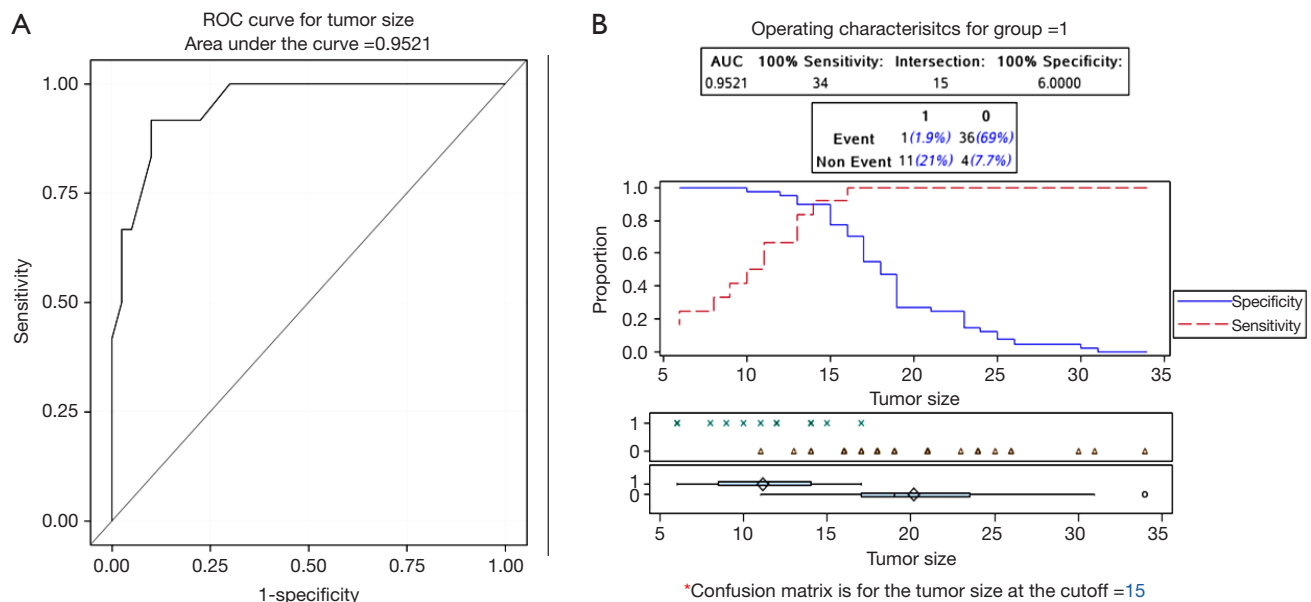 A
ROC curve for tumor size
Area under the curve =0.9521
1.00
0.75
0.50
0.25
0.00
Sensitivity
0.00 0.25 0.50 0.75 1.00
1-specificity
B
Operating characterisitcs for group =1
AUC 100% Sensitivity: Intersection: 100% Specificity:
0.9521 34 15 6.0000
1 0
Event 1(1.9%) 36(69%)
Non Event 11(21%) 4(7.7%)
1.0
0.8
0.6
0.4
0.2
0.0
Proportion
5 10 15 20 25 30 35
Tumor size
Specificity
Sensitivity
1
0
1
0
5 10 15 20 25 30 35
Tumor size
*Confusion matrix is for the tumor size at the cutoff =15